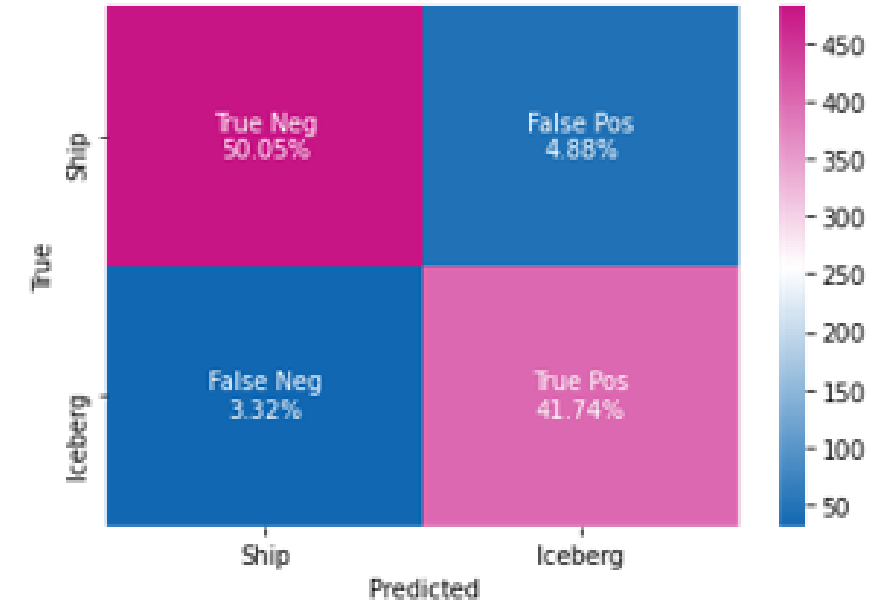 True Neg
50.05%
False Pos
4.88%
False Neg
3.32%
True Pos
41.74%
Ship
Iceberg
True
Ship
Iceberg
Predicted
450
400
350
300
250
200
150
100
50